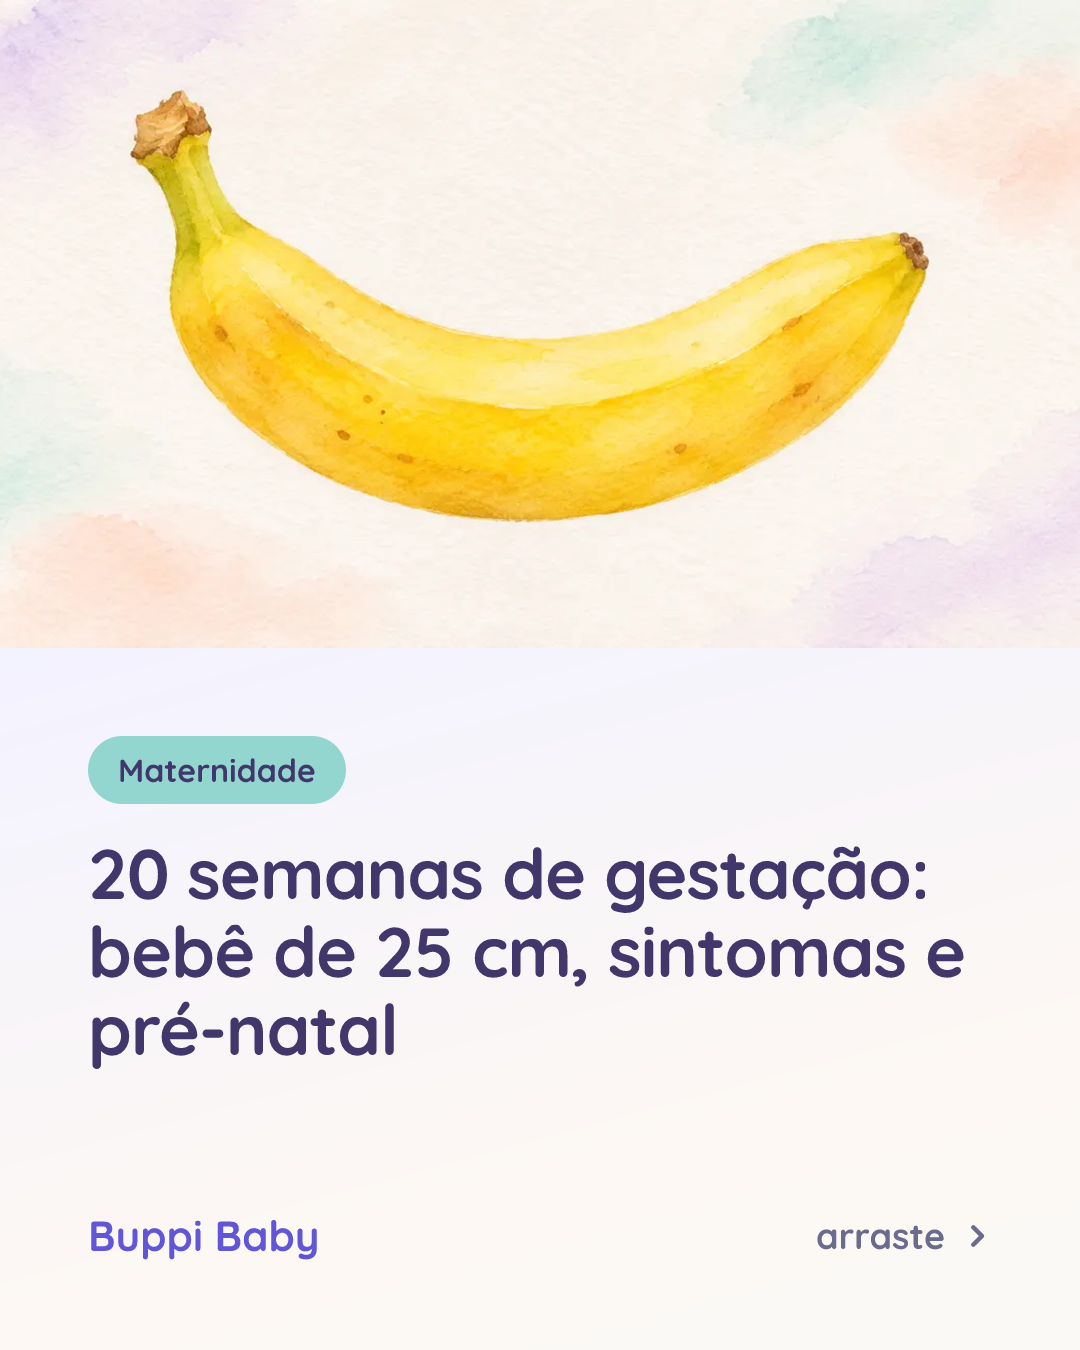 Maternidade
20 semanas de gestação:
bebê de 25 cm, sintomas e
pré-natal
Buppi Baby
arraste